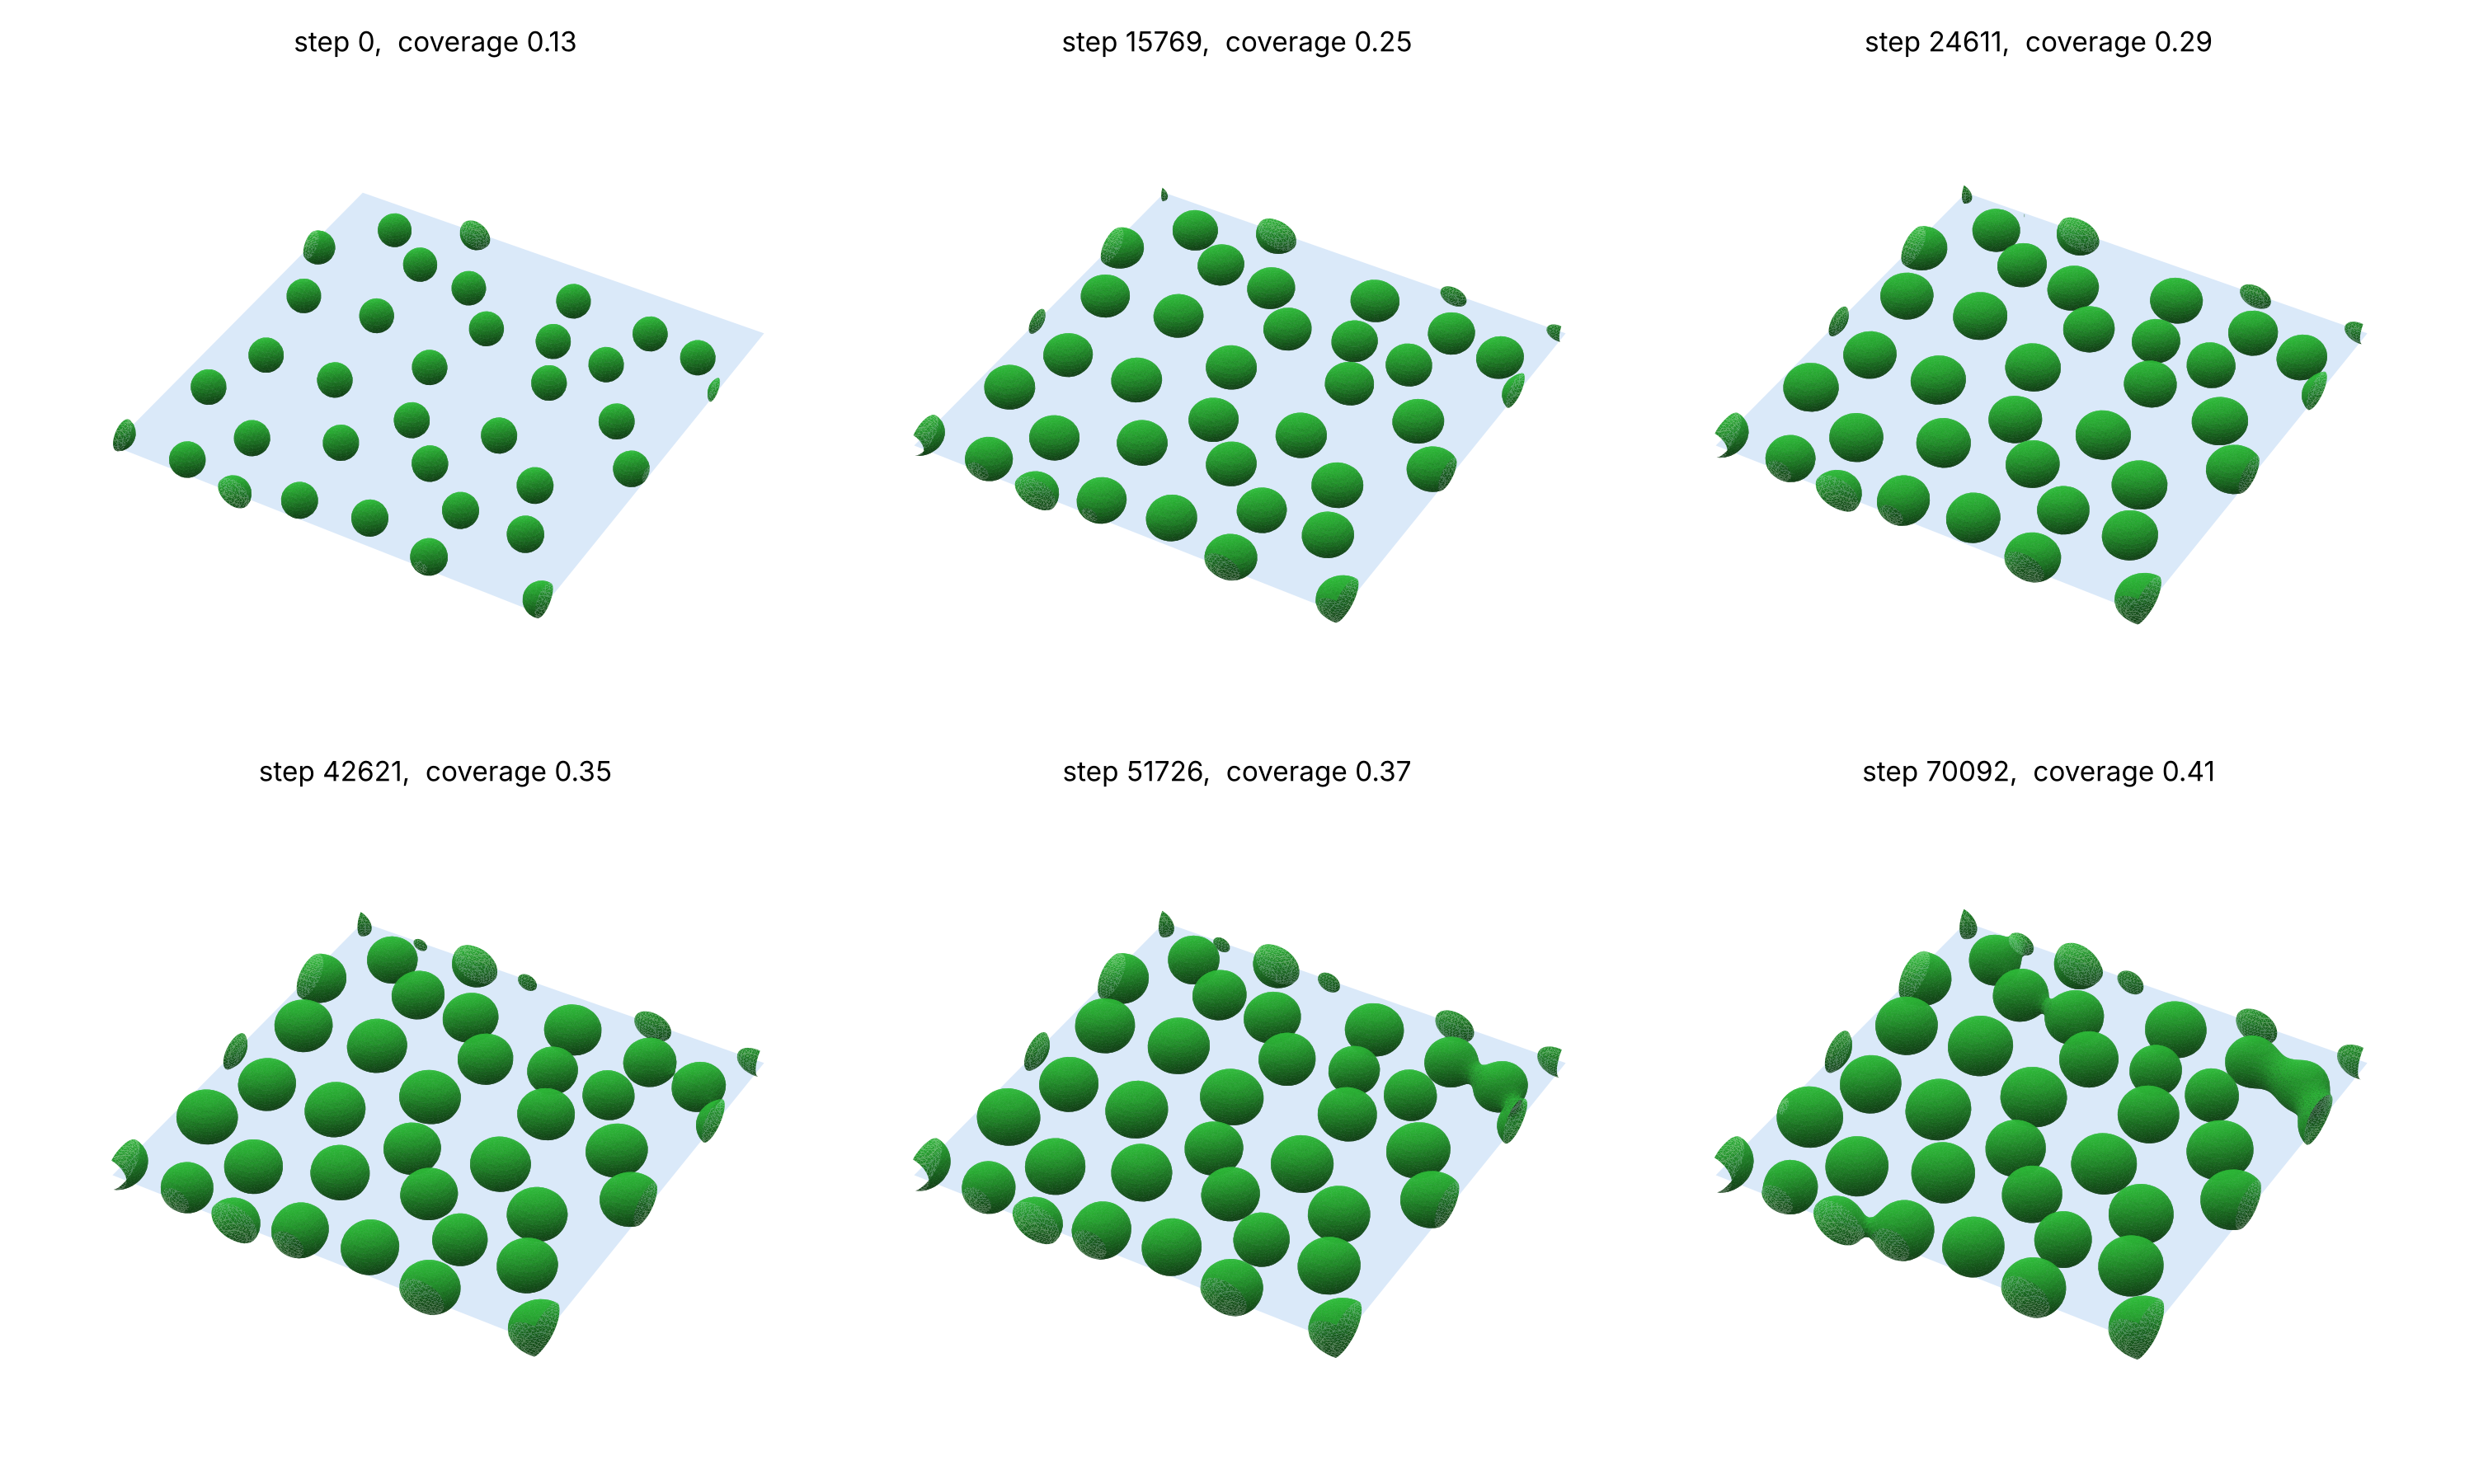 step 0, coverage 0.13
step 15769, coverage 0.25
step 24611, coverage 0.29
step 42621, coverage 0.35
step 51726, coverage 0.37
step 70092, coverage 0.41